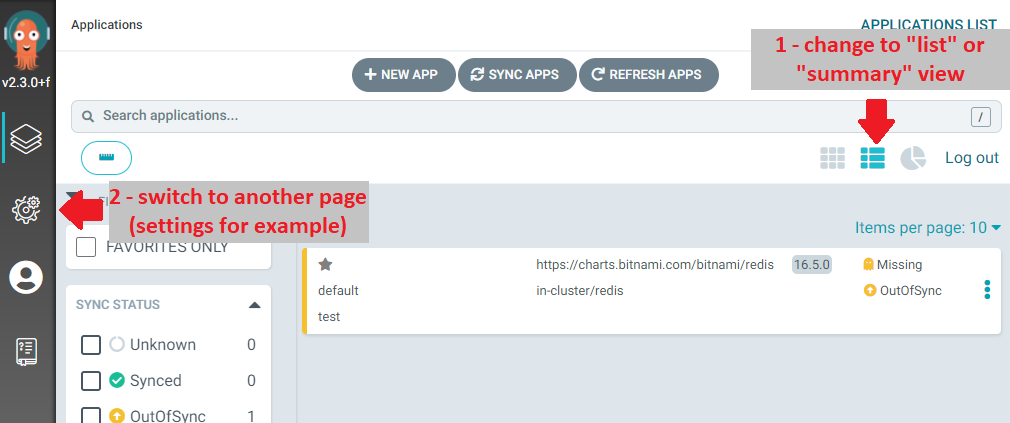 Applications
APPLICATIONS LIST
1 - change to "list" or
"summary" view
v2.3.0+f
NEW APP
SYNC APPS
REFRESH APPS
Search applications...
/
Log out
2 - switch to another page
(settings for example)
Items per page: 10
FAVORITES ONLY
https://charts.bitnami.com/bitnami/redis
16.5.0
Missing
default
in-cluster/redis
OutOfSync
test
SYNC STATUS
Unknown
0
Synced
0
OutOfSync
1